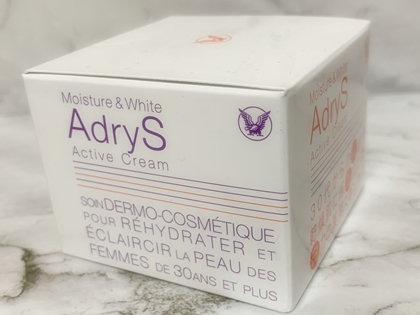 Moisture & White
AdryS
Active Cream
SOIN DERMO-COSMÉTIQUE
POUR RÉHYDRATER ET
ÉCLAIRCIR LA PEAU DES
FEMMES DE 30 ANS ET PLUS
Moisture & White
AdryS
Active